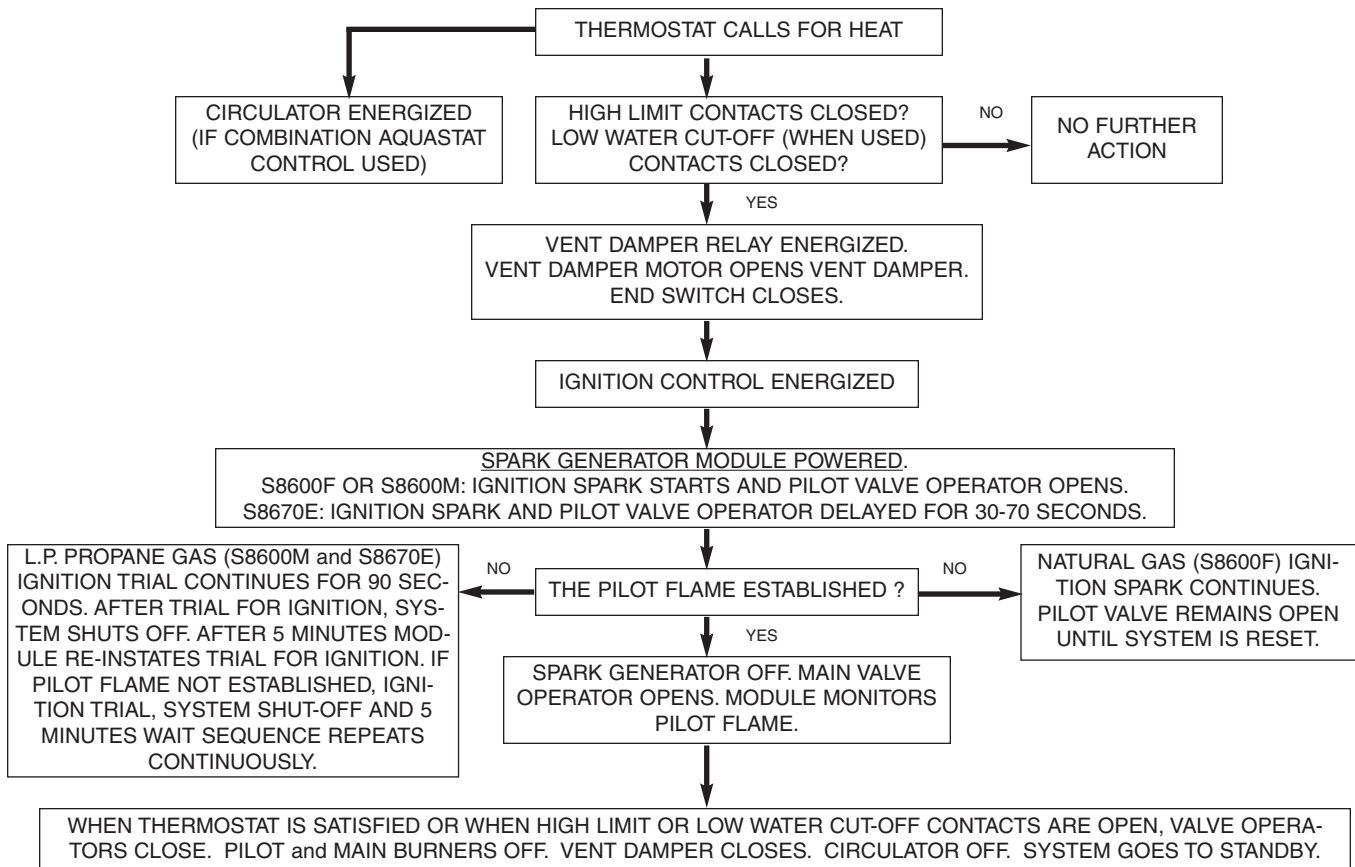 THERMOSTAT CALLS FOR HEAT
CIRCULATOR ENERGIZED
(IF COMBINATION AQUASTAT
CONTROL USED)
HIGH LIMIT CONTACTS CLOSED?
LOW WATER CUT-OFF (WHEN USED)
CONTACTS CLOSED?
NO
NO FURTHER
ACTION
YES
VENT DAMPER RELAY ENERGIZED.
VENT DAMPER MOTOR OPENS VENT DAMPER.
END SWITCH CLOSES.
IGNITION CONTROL ENERGIZED
SPARK GENERATOR MODULE POWERED.
S8600F OR S8600M: IGNITION SPARK STARTS AND PILOT VALVE OPERATOR OPENS.
S8670E: IGNITION SPARK AND PILOT VALVE OPERATOR DELAYED FOR 30-70 SECONDS.
L.P. PROPANE GAS (S8600M and S8670E)
IGNITION TRIAL CONTINUES FOR 90 SEC-
ONDS. AFTER TRIAL FOR IGNITION, SYS-
TEM SHUTS OFF. AFTER 5 MINUTES MOD-
ULE RE-INSTATES TRIAL FOR IGNITION. IF
PILOT FLAME NOT ESTABLISHED, IGNI-
TION TRIAL, SYSTEM SHUT-OFF AND 5
MINUTES WAIT SEQUENCE REPEATS
CONTINUOUSLY.
NO
THE PILOT FLAME ESTABLISHED ?
NO
NATURAL GAS (S8600F) IGNI-
TION SPARK CONTINUES.
PILOT VALVE REMAINS OPEN
UNTIL SYSTEM IS RESET.
YES
SPARK GENERATOR OFF. MAIN VALVE
OPERATOR OPENS. MODULE MONITORS
PILOT FLAME.
WHEN THERMOSTAT IS SATISFIED OR WHEN HIGH LIMIT OR LOW WATER CUT-OFF CONTACTS ARE OPEN, VALVE OPERA-
TORS CLOSE. PILOT and MAIN BURNERS OFF. VENT DAMPER CLOSES. CIRCULATOR OFF. SYSTEM GOES TO STANDBY.